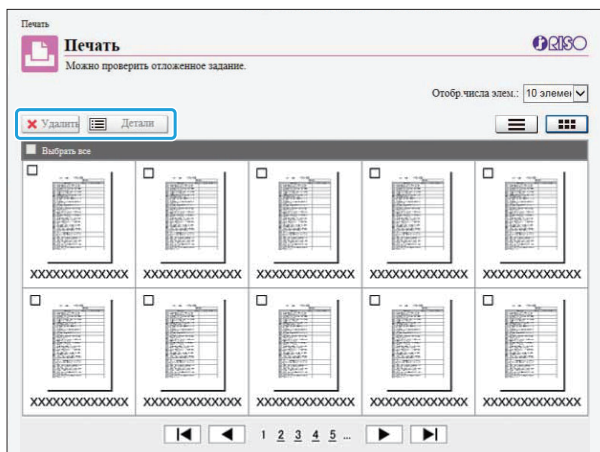 Печать
Печать
RISO
Можно проверить отложенное задание.
Отобр.числа элем.: 10 элемен
Удалить Детали
Выбрать все
XXXXXXXXXXXXX XXXXXXXXXXXXX XXXXXXXXXXXXX XXXXXXXXXXXXX XXXXXXXXXXXXX
XXXXXXXXXXXXX XXXXXXXXXXXXX XXXXXXXXXXXXX XXXXXXXXXXXXX XXXXXXXXXXXXX
1 2 3 4 5 ...